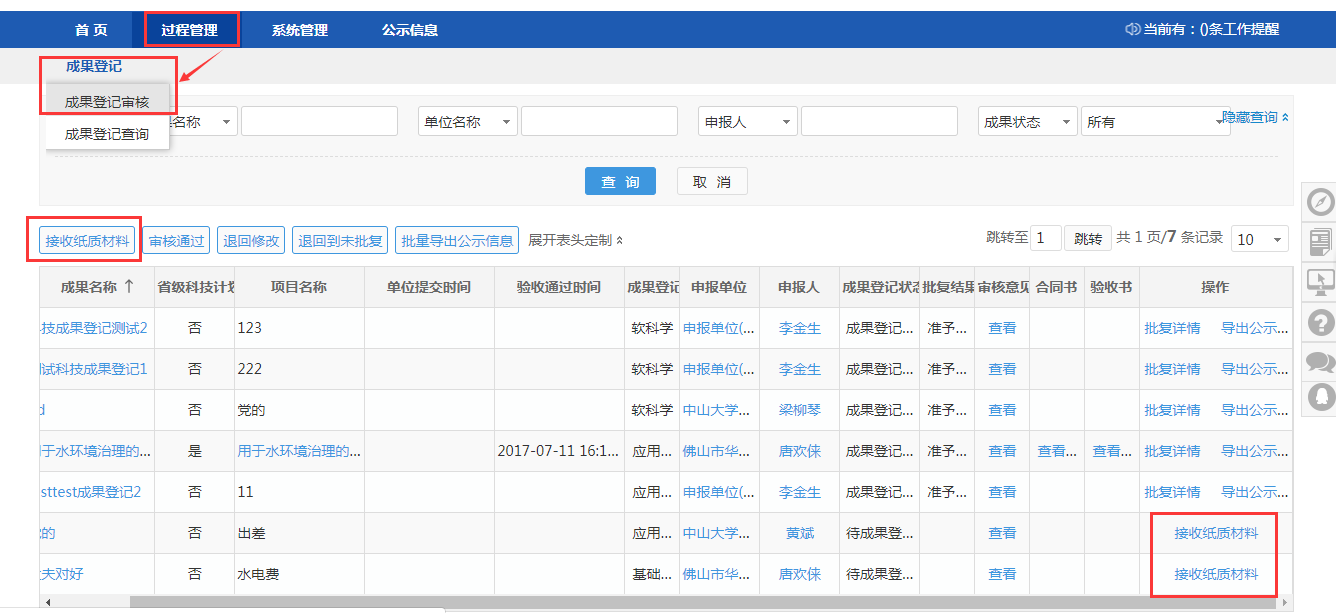 首 页 过程管理 系统管理 公示信息 当前有：()条工作提醒
成果登记
成果登记审核
成果登记查询
名称 单位名称 申报人 成果状态 所有 隐藏查询
查 询 取 消
接收纸质材料 审核通过 退回修改 退回到未批复 批量导出公示信息 展开表头定制 跳转至 1 跳转 共 1 页/7 条记录 10
成果名称 省级科技计划 项目名称 单位提交时间 验收通过时间 成果登记 申报单位 申报人 成果登记状态 批复结果 审核意见 合同书 验收书 操作
技成果登记测试2 否 123 软科学 申报单位(... 李金生 成果登记... 准予... 查看 批复详情 导出公示...
试科技成果登记1 否 222 软科学 申报单位(... 李金生 成果登记... 准予... 查看 批复详情 导出公示...
d 否 党的 软科学 中山大学... 梁柳琴 成果登记... 准予... 查看 批复详情 导出公示...
于水环境治理的... 是 用于水环境治理的... 2017-07-11 16:1... 应用... 佛山市华... 唐欢侠 成果登记... 准予... 查看 查看... 查看... 批复详情 导出公示...
sttest成果登记2 否 11 应用... 申报单位(... 李金生 成果登记... 准予... 查看 批复详情 导出公示...
的 否 出差 应用... 中山大学... 黄斌 待成果登... 查看 接收纸质材料
夫对好 否 水电费 基础... 佛山市华... 唐欢侠 待成果登... 查看 接收纸质材料